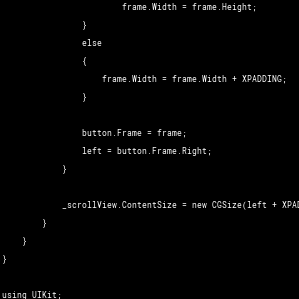 frame.Width = frame.Height;
}
else
{
frame.Width = frame.Width + XPADDING;
}
button.Frame = frame;
left = button.Frame.Right;
}
_scrollView.ContentSize = new CGSize(left + XPAD
}
}
}
using UIKit;